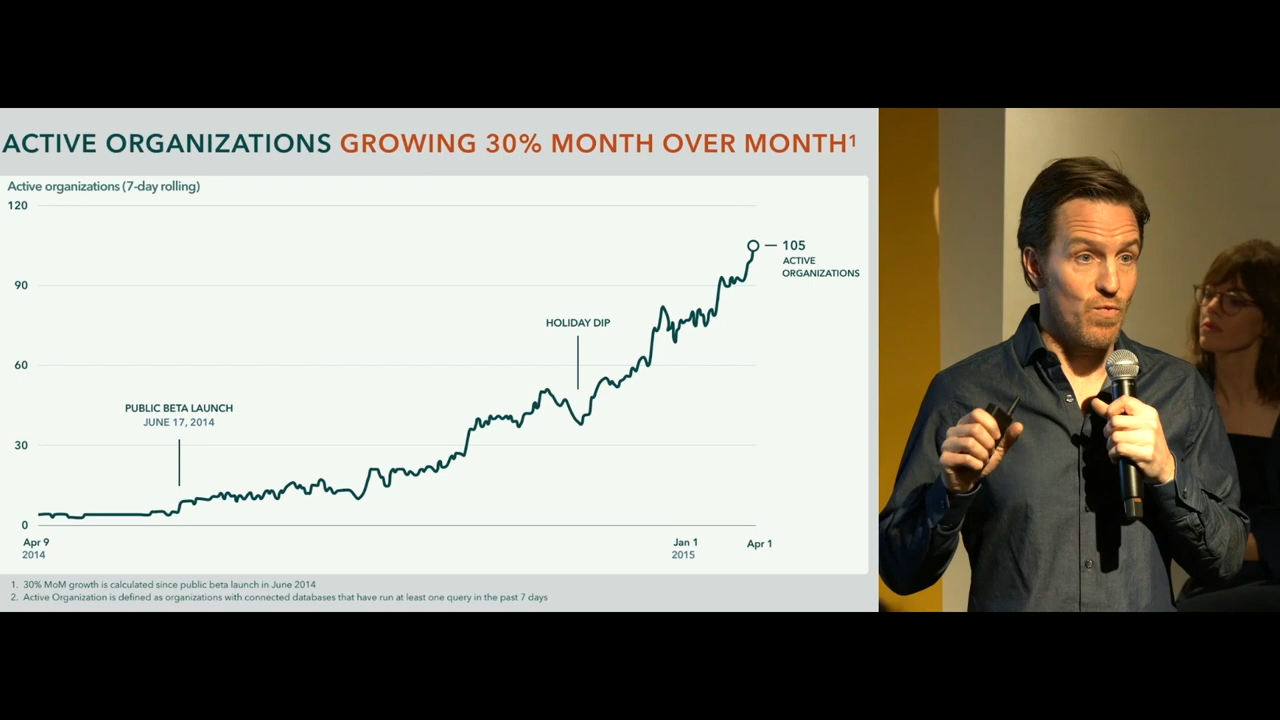 ACTIVE ORGANIZATIONS GROWING 30% MONTH OVER MONTH¹
Active organizations (7-day rolling)
120
90
60
30
0
105
ACTIVE
ORGANIZATIONS
HOLIDAY DIP
PUBLIC BETA LAUNCH
JUNE 17, 2014
Apr 9
2014
Jan 1
2015
Apr 1
1. 30% MoM growth is calculated since public beta launch in June 2014
2. Active Organization is defined as organizations with connected databases that have run at least one query in the past 7 days